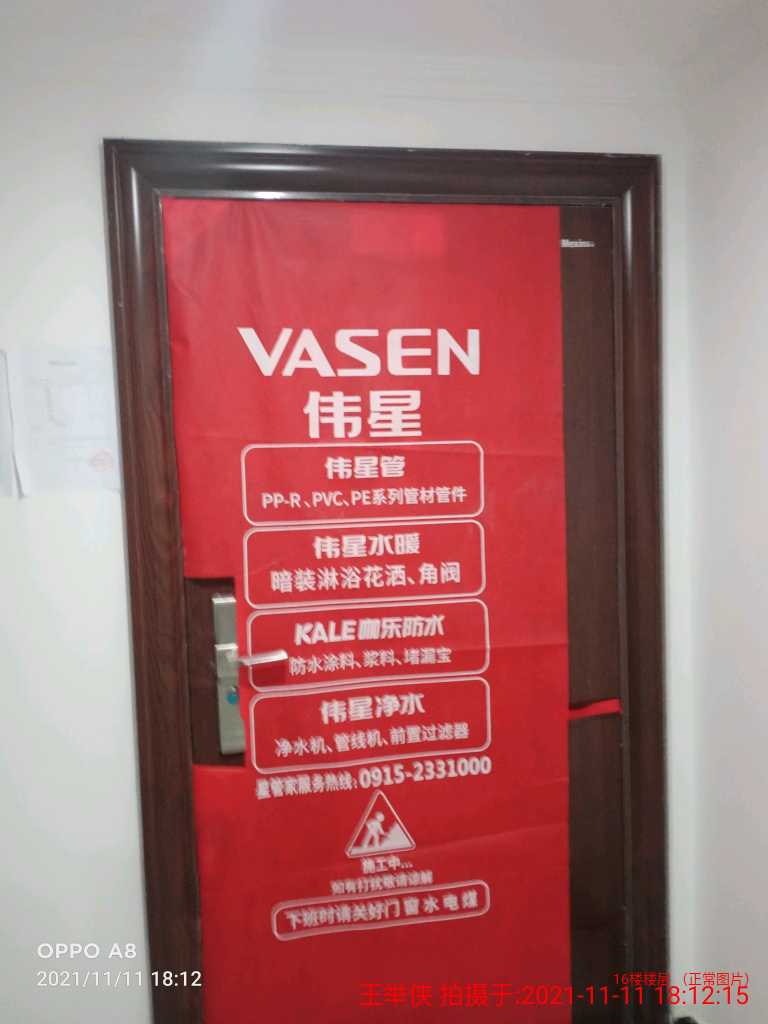 VASEN
伟星
伟星管
PP-R、PVC、PE系列管材管件
伟星水暖
暗装淋浴花洒、角阀
KALE咖乐防水
防水涂料、浆料、堵漏宝
伟星净水
净水机、管线机、前置过滤器
星管家服务热线:0915-2331000
施工中...
如有打扰敬请谅解
下班时请关好门窗水电煤
OPPO A8
2021/11/11 18:12
16楼楼层 (正常图片)
王举侠 拍摄于:2021-11-11 18:12:15